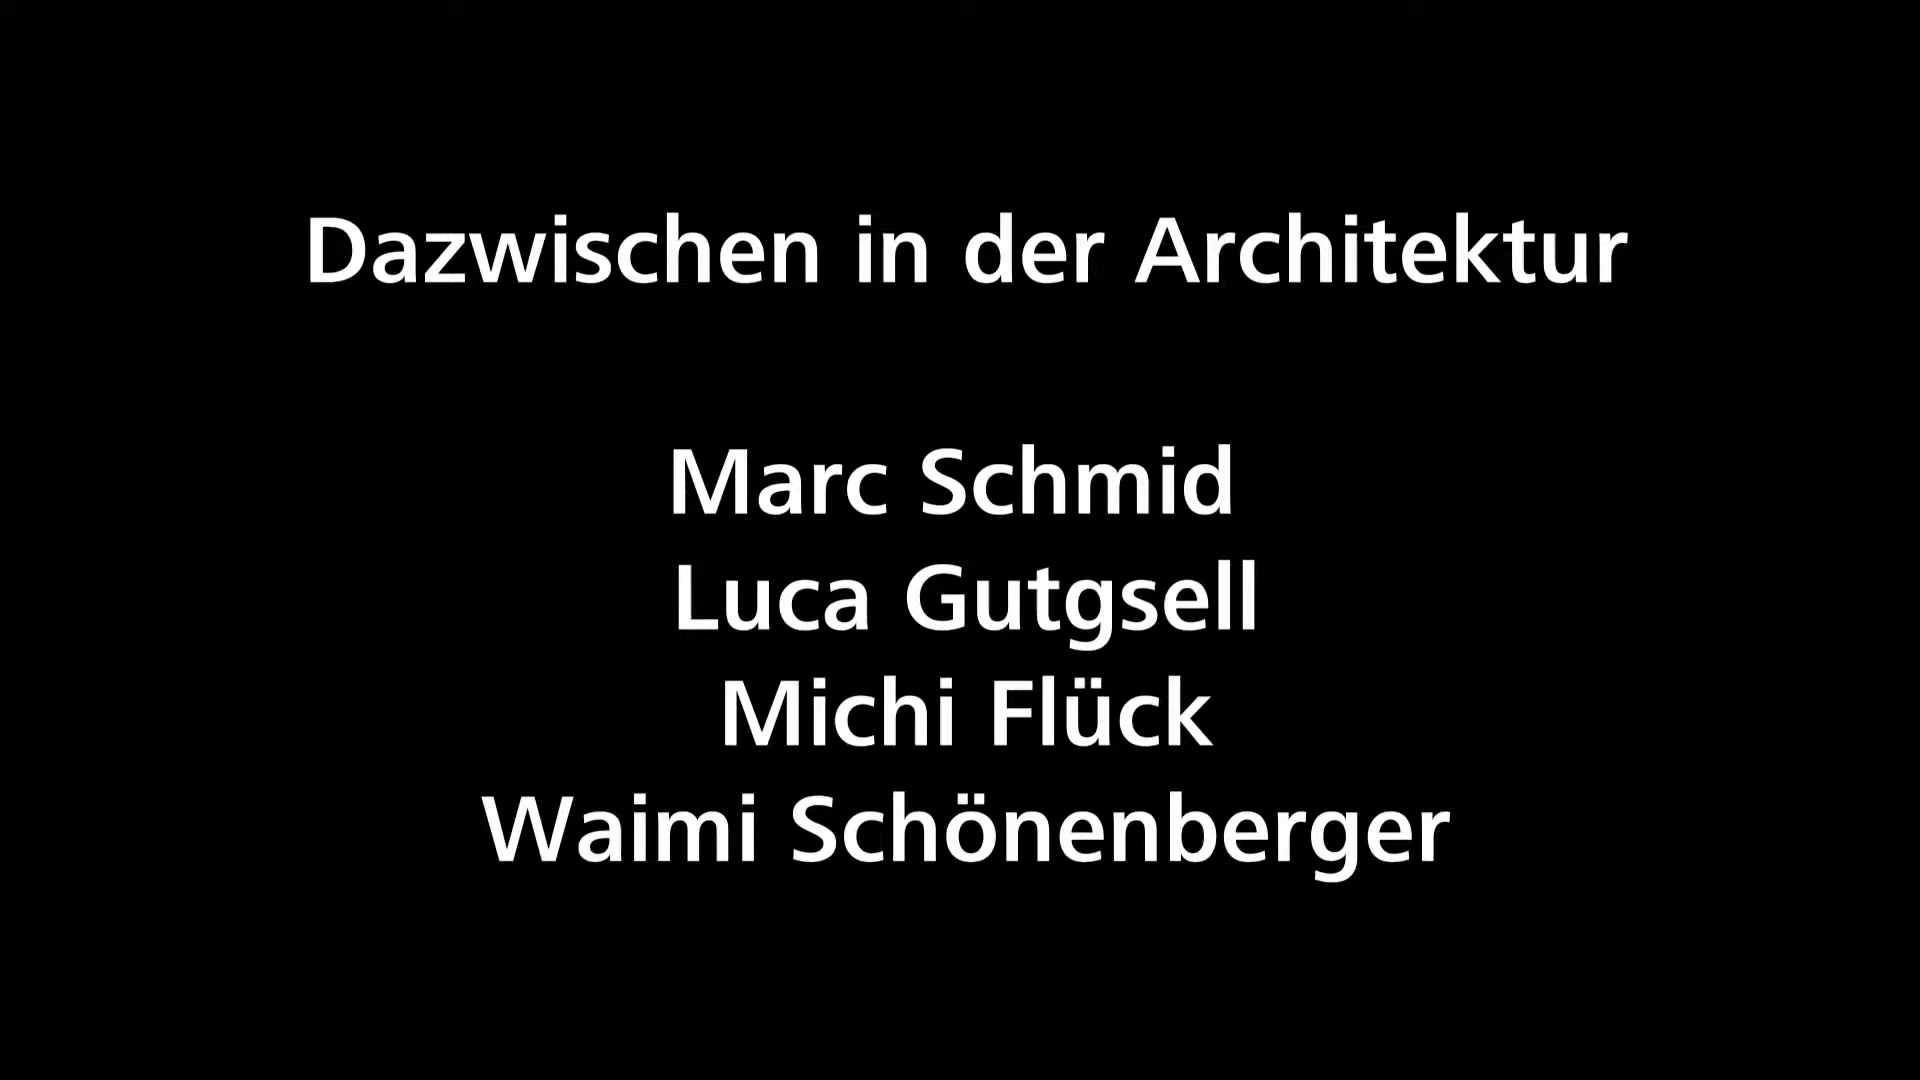 Dazwischen in der Architektur
Marc Schmid
Luca Gutgsell
Michi Flück
Waimi Schönenberger